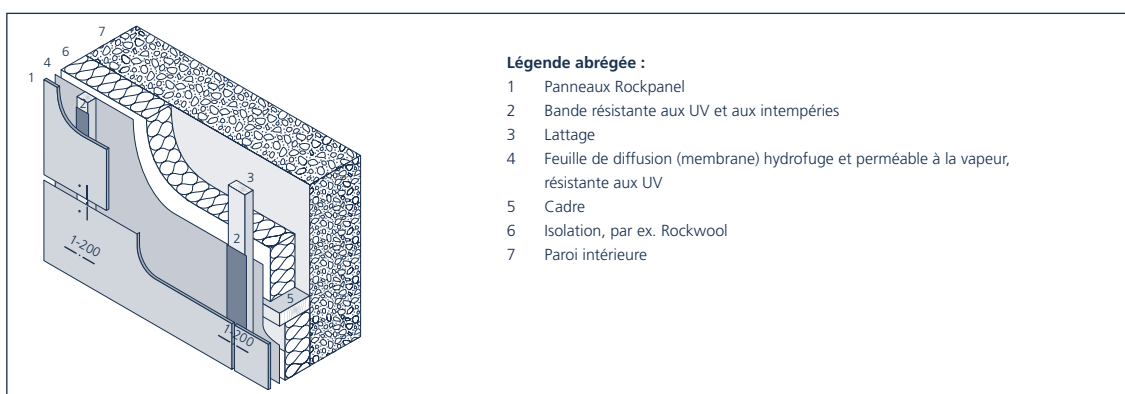 7
6
4
1
2
3
2
5
1-200
1-200
Légende abrégée :
1 Panneaux Rockpanel
2 Bande résistante aux UV et aux intempéries
3 Lattage
4 Feuille de diffusion (membrane) hydrofuge et perméable à la vapeur,
résistante aux UV
5 Cadre
6 Isolation, par ex. Rockwool
7 Paroi intérieure